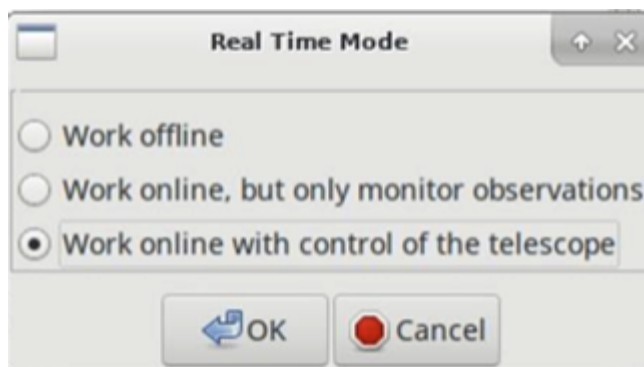 Real Time Mode
Work offline
Work online, but only monitor observations
Work online with control of the telescope
OK Cancel